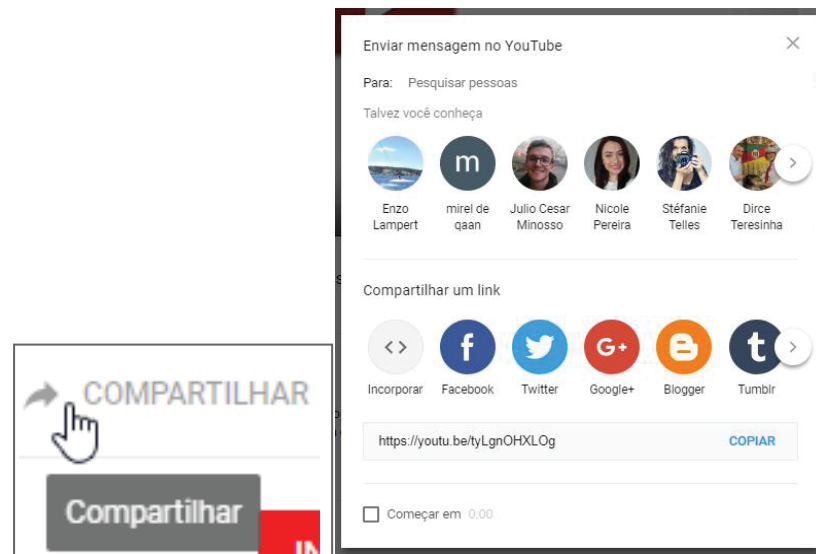 COMPARTILHAR
Compartilhar
Enviar mensagem no YouTube
Para: Pesquisar pessoas
Talvez você conheça
m
Enzo Lampert
mirel de qaan
Julio Cesar Minosso
Nicole Pereira
Stéfanie Telles
Dirce Teresinha
Compartilhar um link
Incorporar
Facebook
Twitter
Google+
Blogger
Tumblr
https://youtu.be/tyLgnOHXLOg COPIAR
Começar em 0:00